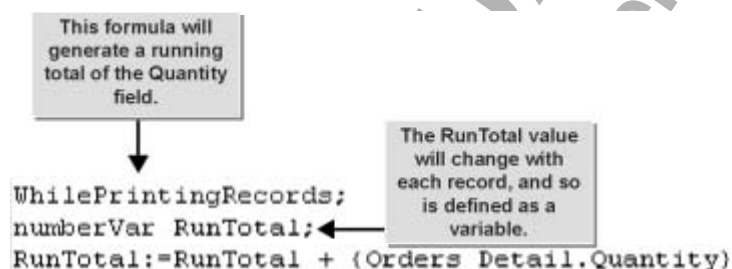 This formula will
generate a running
total of the Quantity
field.
The RunTotal value
will change with
each record, and so
is defined as a
variable.
WhilePrintingRecords;
numberVar RunTotal;
RunTotal:=RunTotal + {Orders Detail.Quantity}